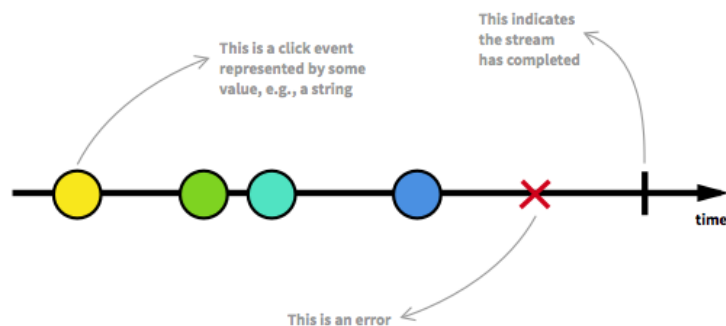 This is a click event
represented by some
value, e.g., a string
This indicates
the stream
has completed
time
This is an error